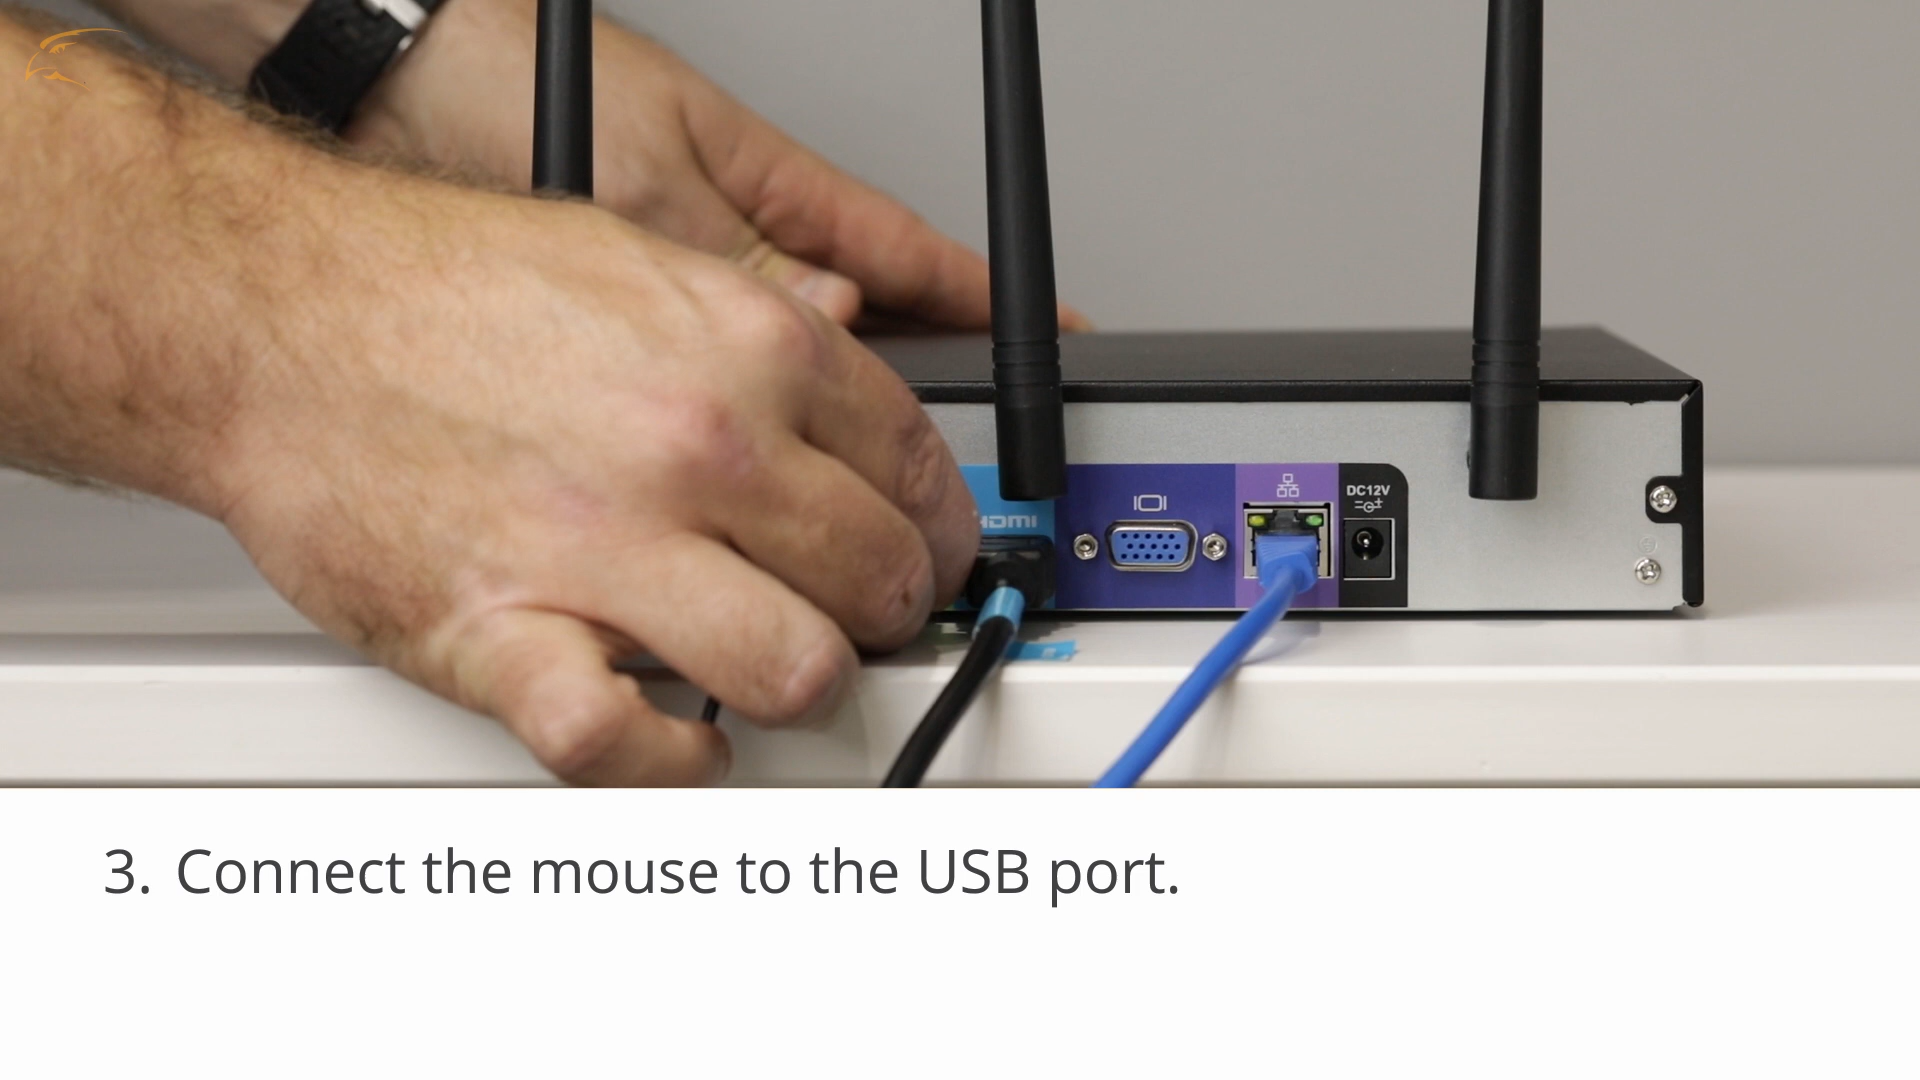 HDMI
DC12V
3. Connect the mouse to the USB port.